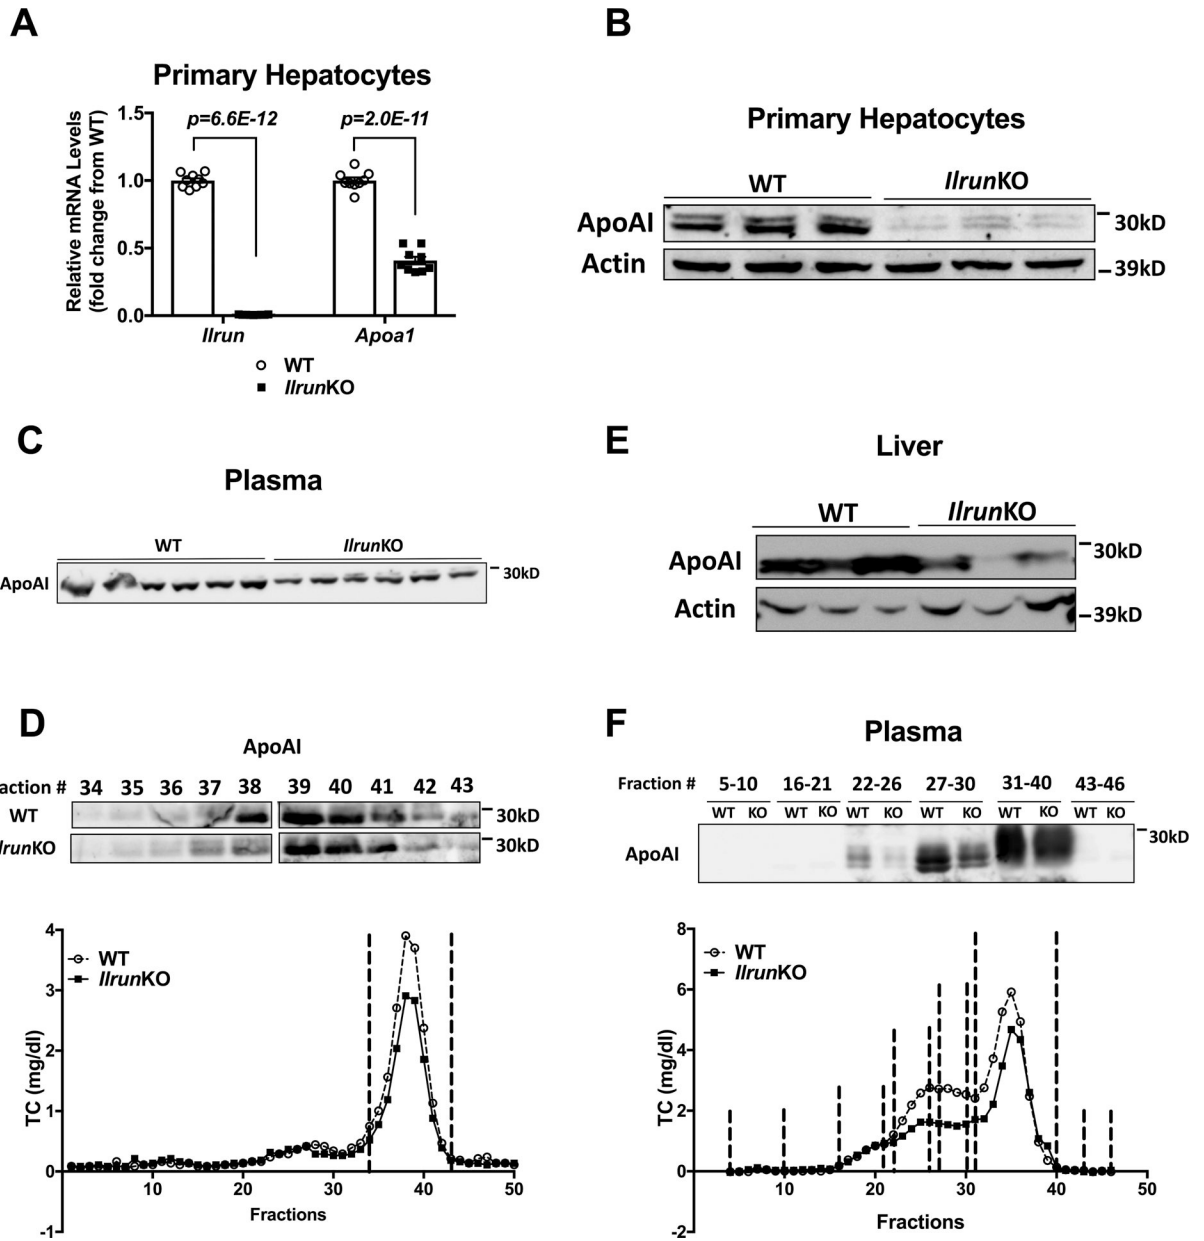 A
Primary Hepatocytes
Relative mRNA Levels
(fold change from WT)
1.5
1.0
0.5
0.0
p=6.6E-12
p=2.0E-11
Ilrun
Apoa1
WT
IlrunKO
B
Primary Hepatocytes
WT
IlrunKO
ApoAI
30kD
Actin
39kD
C
Plasma
WT
IlrunKO
ApoAI
30kD
E
Liver
WT
IlrunKO
ApoAI
30kD
Actin
39kD
D
ApoAI
action # 34 35 36 37 38 39 40 41 42 43
WT
30kD
lrunKO
30kD
TC (mg/dl)
4
3
2
1
0
-1
WT
IlrunKO
10 20 30 40 50
Fractions
F
Plasma
Fraction # 5-10 16-21 22-26 27-30 31-40 43-46
WT KO WT KO WT KO WT KO WT KO WT KO
ApoAI
30kD
TC (mg/dl)
8
6
4
2
0
-2
WT
IlrunKO
10 20 30 40 50
Fractions